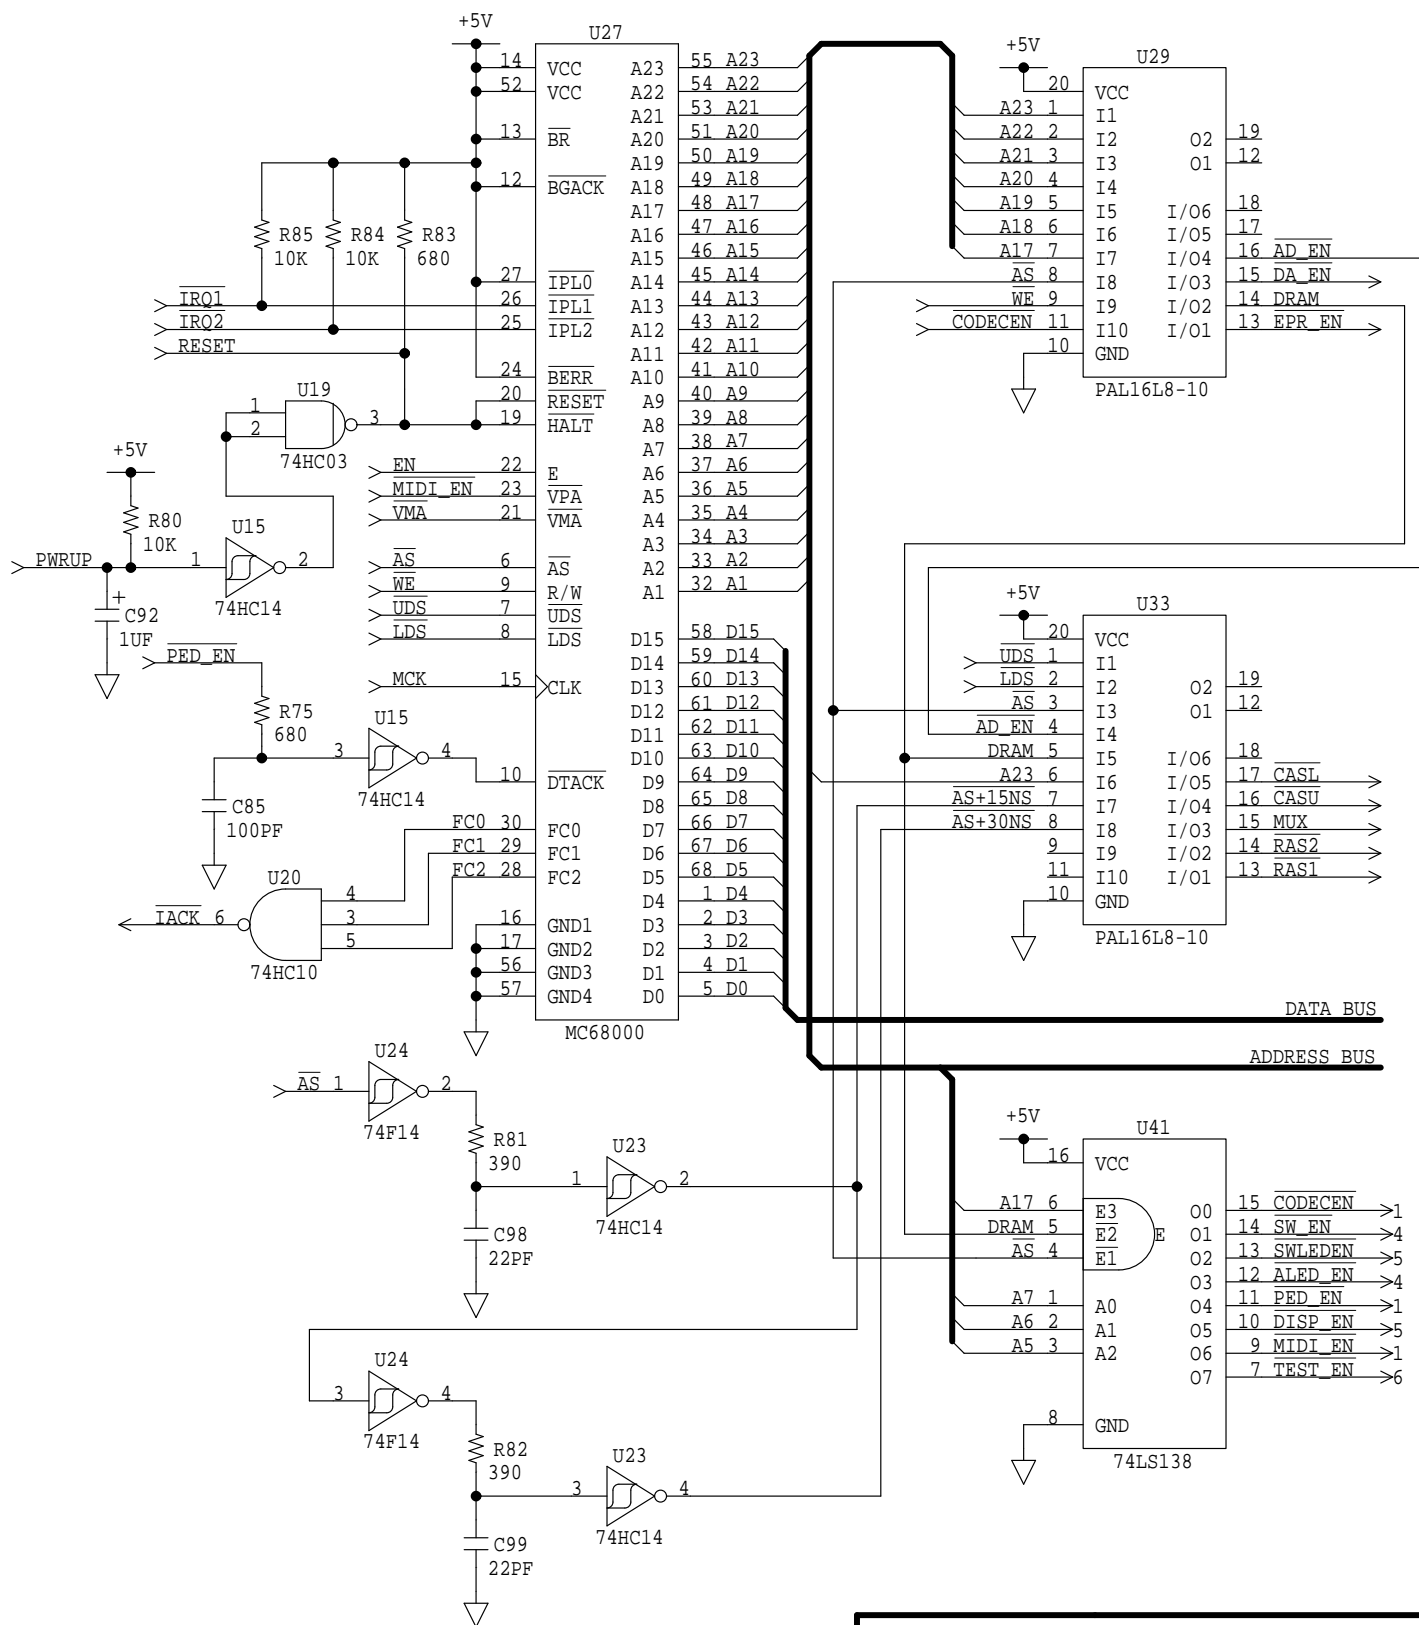 +5V
U27
14 VCC A23 55 A23
52 VCC A22 54 A22
A21 53 A21
13 BR A20 51 A20
A19 50 A19
12 BGACK A18 49 A18
A17 48 A17
A16 47 A16
A15 46 A15
27 IPL0 A14 45 A14
IRQ1 26 IPL1 A13 44 A13
IRQ2 25 IPL2 A12 43 A12
RESET A11 42 A11
24 BERR A10 41 A10
20 RESET A9 40 A9
19 HALT A8 39 A8
A7 38 A7
EN 22 E A6 37 A6
MIDI_EN 23 VPA A5 36 A5
VMA 21 VMA A4 35 A4
A3 34 A3
AS 6 AS A2 33 A2
WE 9 R/W A1 32 A1
UDS 7 UDS
LDS 8 LDS D15 58 D15
D14 59 D14
MCK 15 CLK D13 60 D13
D12 61 D12
D11 62 D11
D10 63 D10
10 DTACK D9 64 D9
D8 65 D8
FC0 30 FC0 D7 66 D7
FC1 29 FC1 D6 67 D6
FC2 28 FC2 D5 68 D5
D4 1 D4
16 GND1 D3 2 D3
17 GND2 D2 3 D2
56 GND3 D1 4 D1
57 GND4 D0 5 D0
MC68000
R85
10K
R84
10K
R83
680
U19
1
2
3
74HC03
+5V
R80
10K
PWRUP
U15
1 2
74HC14
+
C92
1UF
PED_EN
R75
680
U15
3 4
74HC14
C85
100PF
U20
IACK 6
4
3
5
74HC10
U24
AS 1 2
74F14
R81
390
U23
1 2
74HC14
C98
22PF
U24
3 4
74F14
R82
390
U23
3 4
74HC14
C99
22PF
+5V
U29
20 VCC
A23 1 I1
A22 2 I2 O2 19
A21 3 I3 O1 12
A20 4 I4
A19 5 I5 I/O6 18
A18 6 I6 I/O5 17
A17 7 I7 I/O4 16 AD_EN
AS 8 I8 I/O3 15 DA_EN
WE 9 I9 I/O2 14 DRAM
CODECEN 11 I10 I/O1 13 EPR_EN
10 GND
PAL16L8-10
+5V
U33
20 VCC
UDS 1 I1
LDS 2 I2 O2 19
AS 3 I3 O1 12
AD_EN 4 I4
DRAM 5 I5 I/O6 18
A23 6 I6 I/O5 17 CASL
AS+15NS 7 I7 I/O4 16 CASU
AS+30NS 8 I8 I/O3 15 MUX
9 I9 I/O2 14 RAS2
11 I10 I/O1 13 RAS1
10 GND
PAL16L8-10
DATA BUS
ADDRESS BUS
+5V
U41
16 VCC
A17 6 E3 O0 15 CODECEN 1
DRAM 5 E2 E O1 14 SW_EN 4
AS 4 E1 O2 13 SWLEDEN 5
O3 12 ALED_EN 4
A7 1 A0 O4 11 PED_EN 1
A6 2 A1 O5 10 DISP_EN 5
A5 3 A2 O6 9 MIDI_EN 1
O7 7 TEST_EN 6
8 GND
74LS138